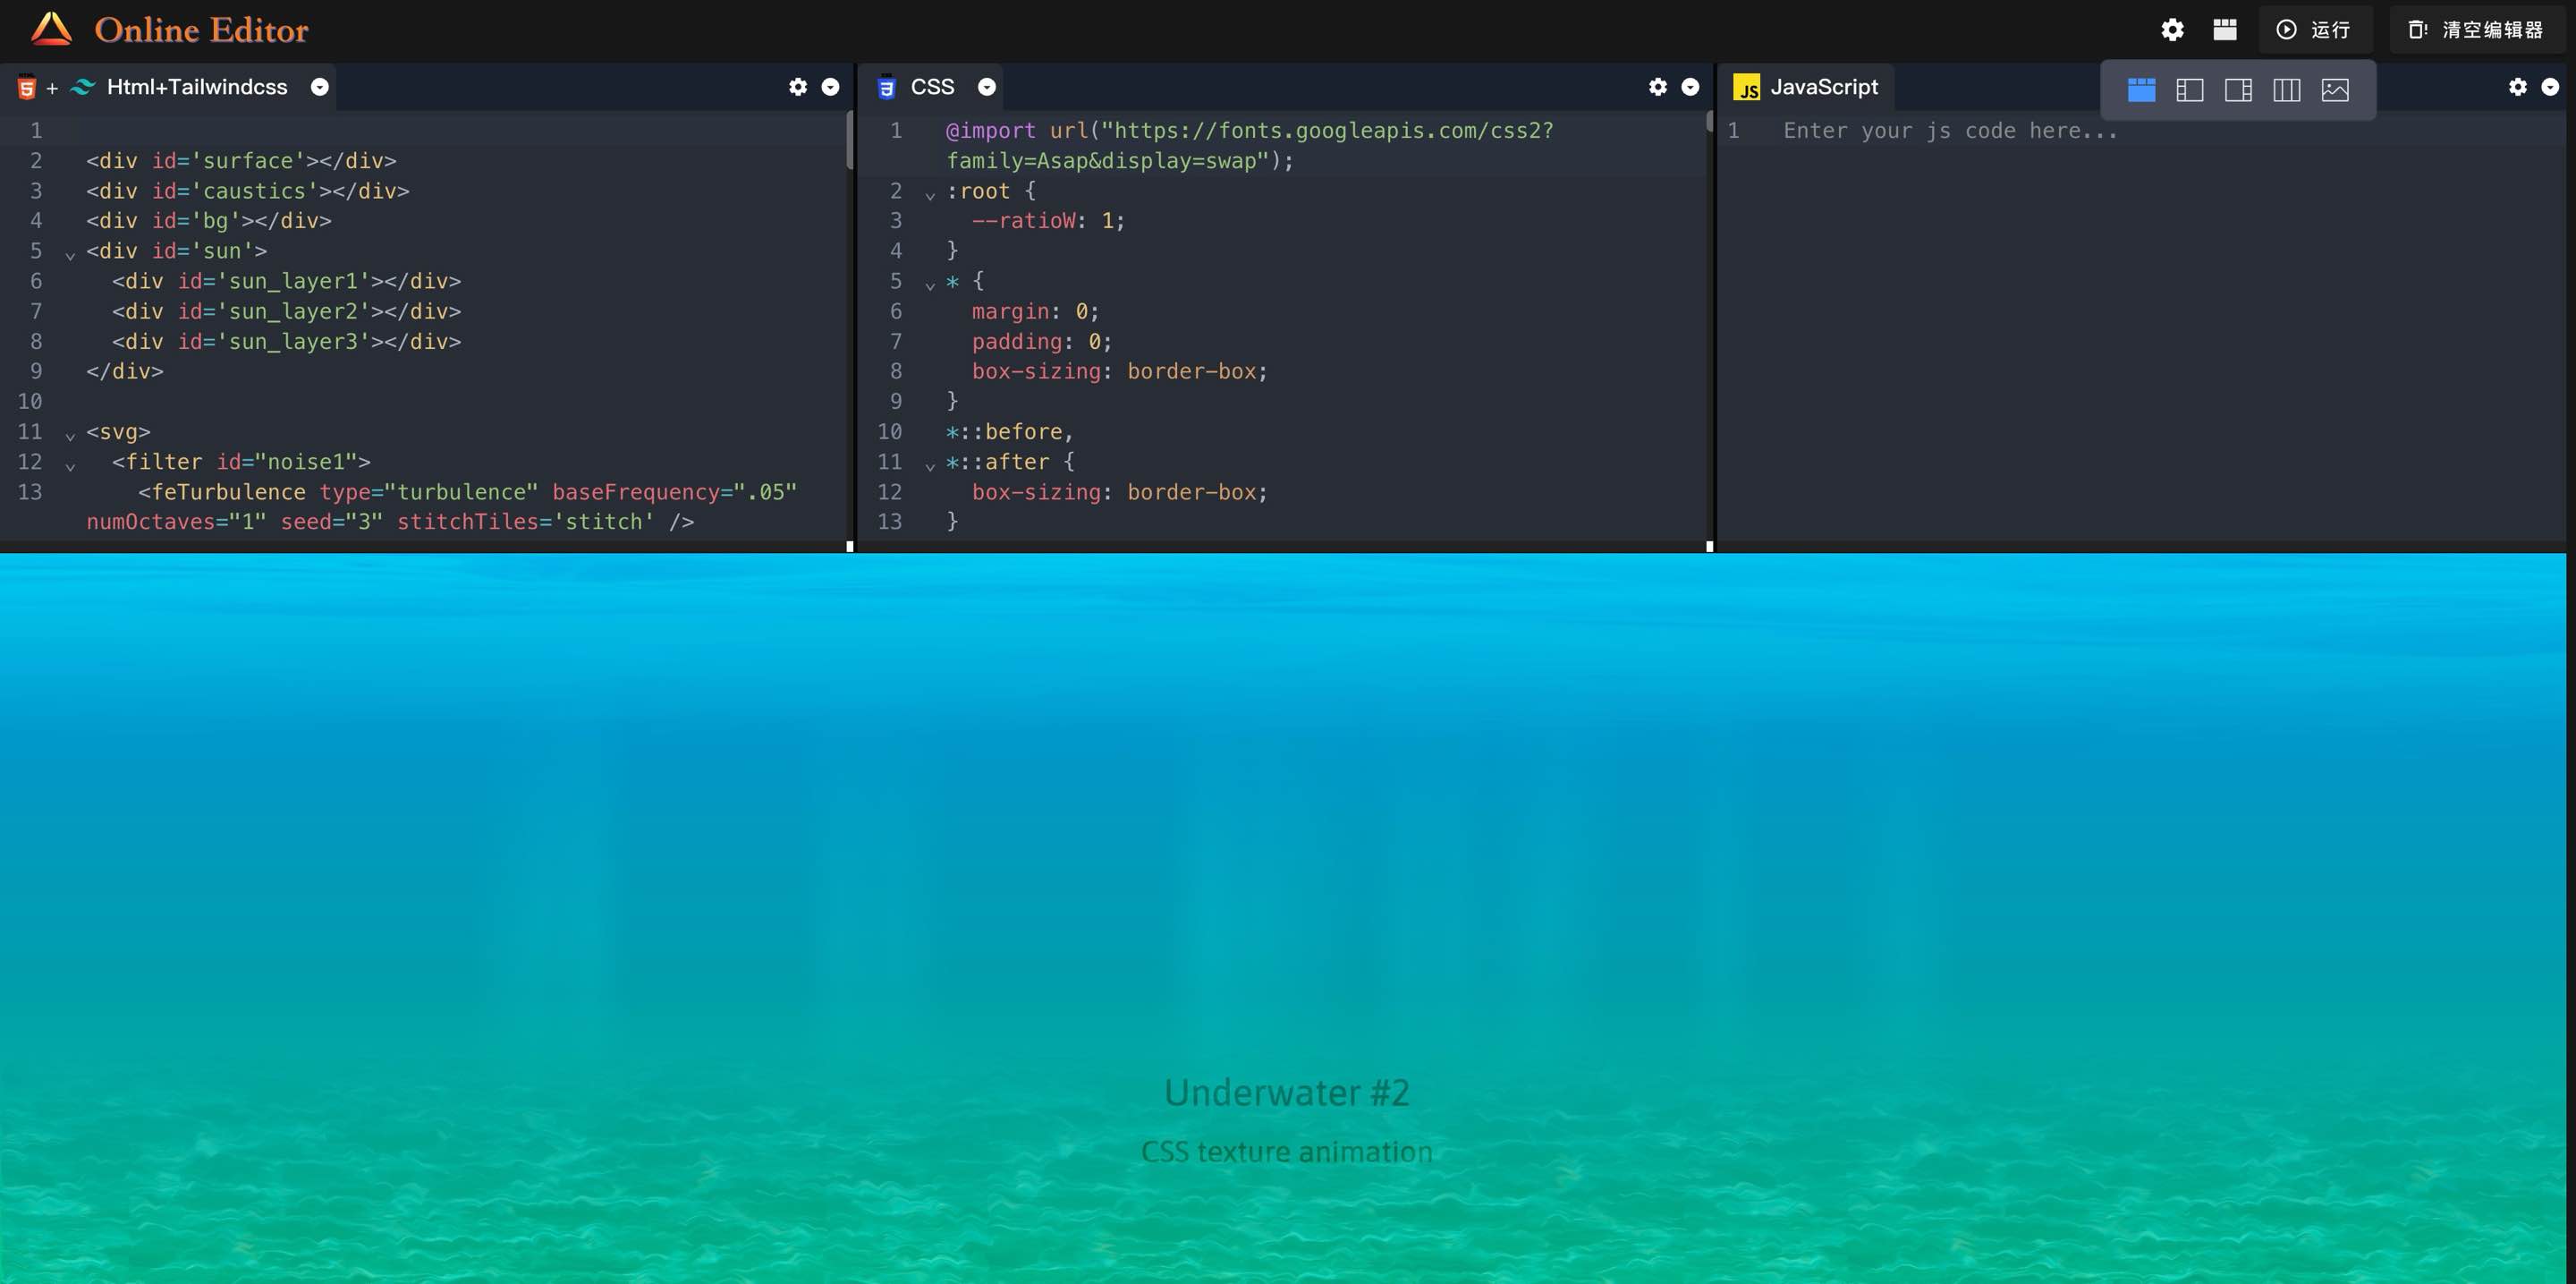 Online Editor
运行
清空编辑器
+ Html+Tailwindcss
1
2 <div id='surface'></div>
3 <div id='caustics'></div>
4 <div id='bg'></div>
5 <div id='sun'>
6 <div id='sun_layer1'></div>
7 <div id='sun_layer2'></div>
8 <div id='sun_layer3'></div>
9 </div>
10
11 <svg>
12 <filter id="noise1">
13 <feTurbulence type="turbulence" baseFrequency=".05"
numOctaves="1" seed="3" stitchTiles='stitch' />
CSS
1 @import url("https://fonts.googleapis.com/css2?
family=Asap&display=swap");
2 :root {
3 --ratioW: 1;
4 }
5 * {
6 margin: 0;
7 padding: 0;
8 box-sizing: border-box;
9 }
10 *::before,
11 *::after {
12 box-sizing: border-box;
13 }
JS JavaScript
1 Enter your js code here...
Underwater #2
CSS texture animation